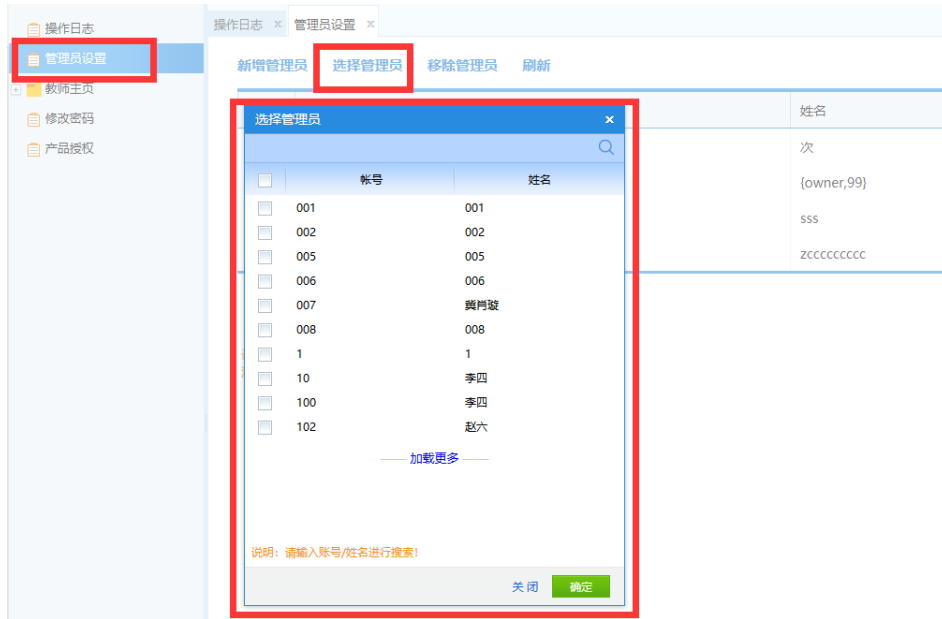 操作日志
管理员设置
教师主页
修改密码
产品授权
操作日志 × 管理员设置 ×
新增管理员 选择管理员 移除管理员 刷新
姓名
次
{owner,99}
sss
zcccccccccc
选择管理员 ×
帐号 姓名
001 001
002 002
005 005
006 006
007 冀肖璇
008 008
1 1
10 李四
100 李四
102 赵六
加载更多
说明：请输入账号/姓名进行搜索!
关闭 确定